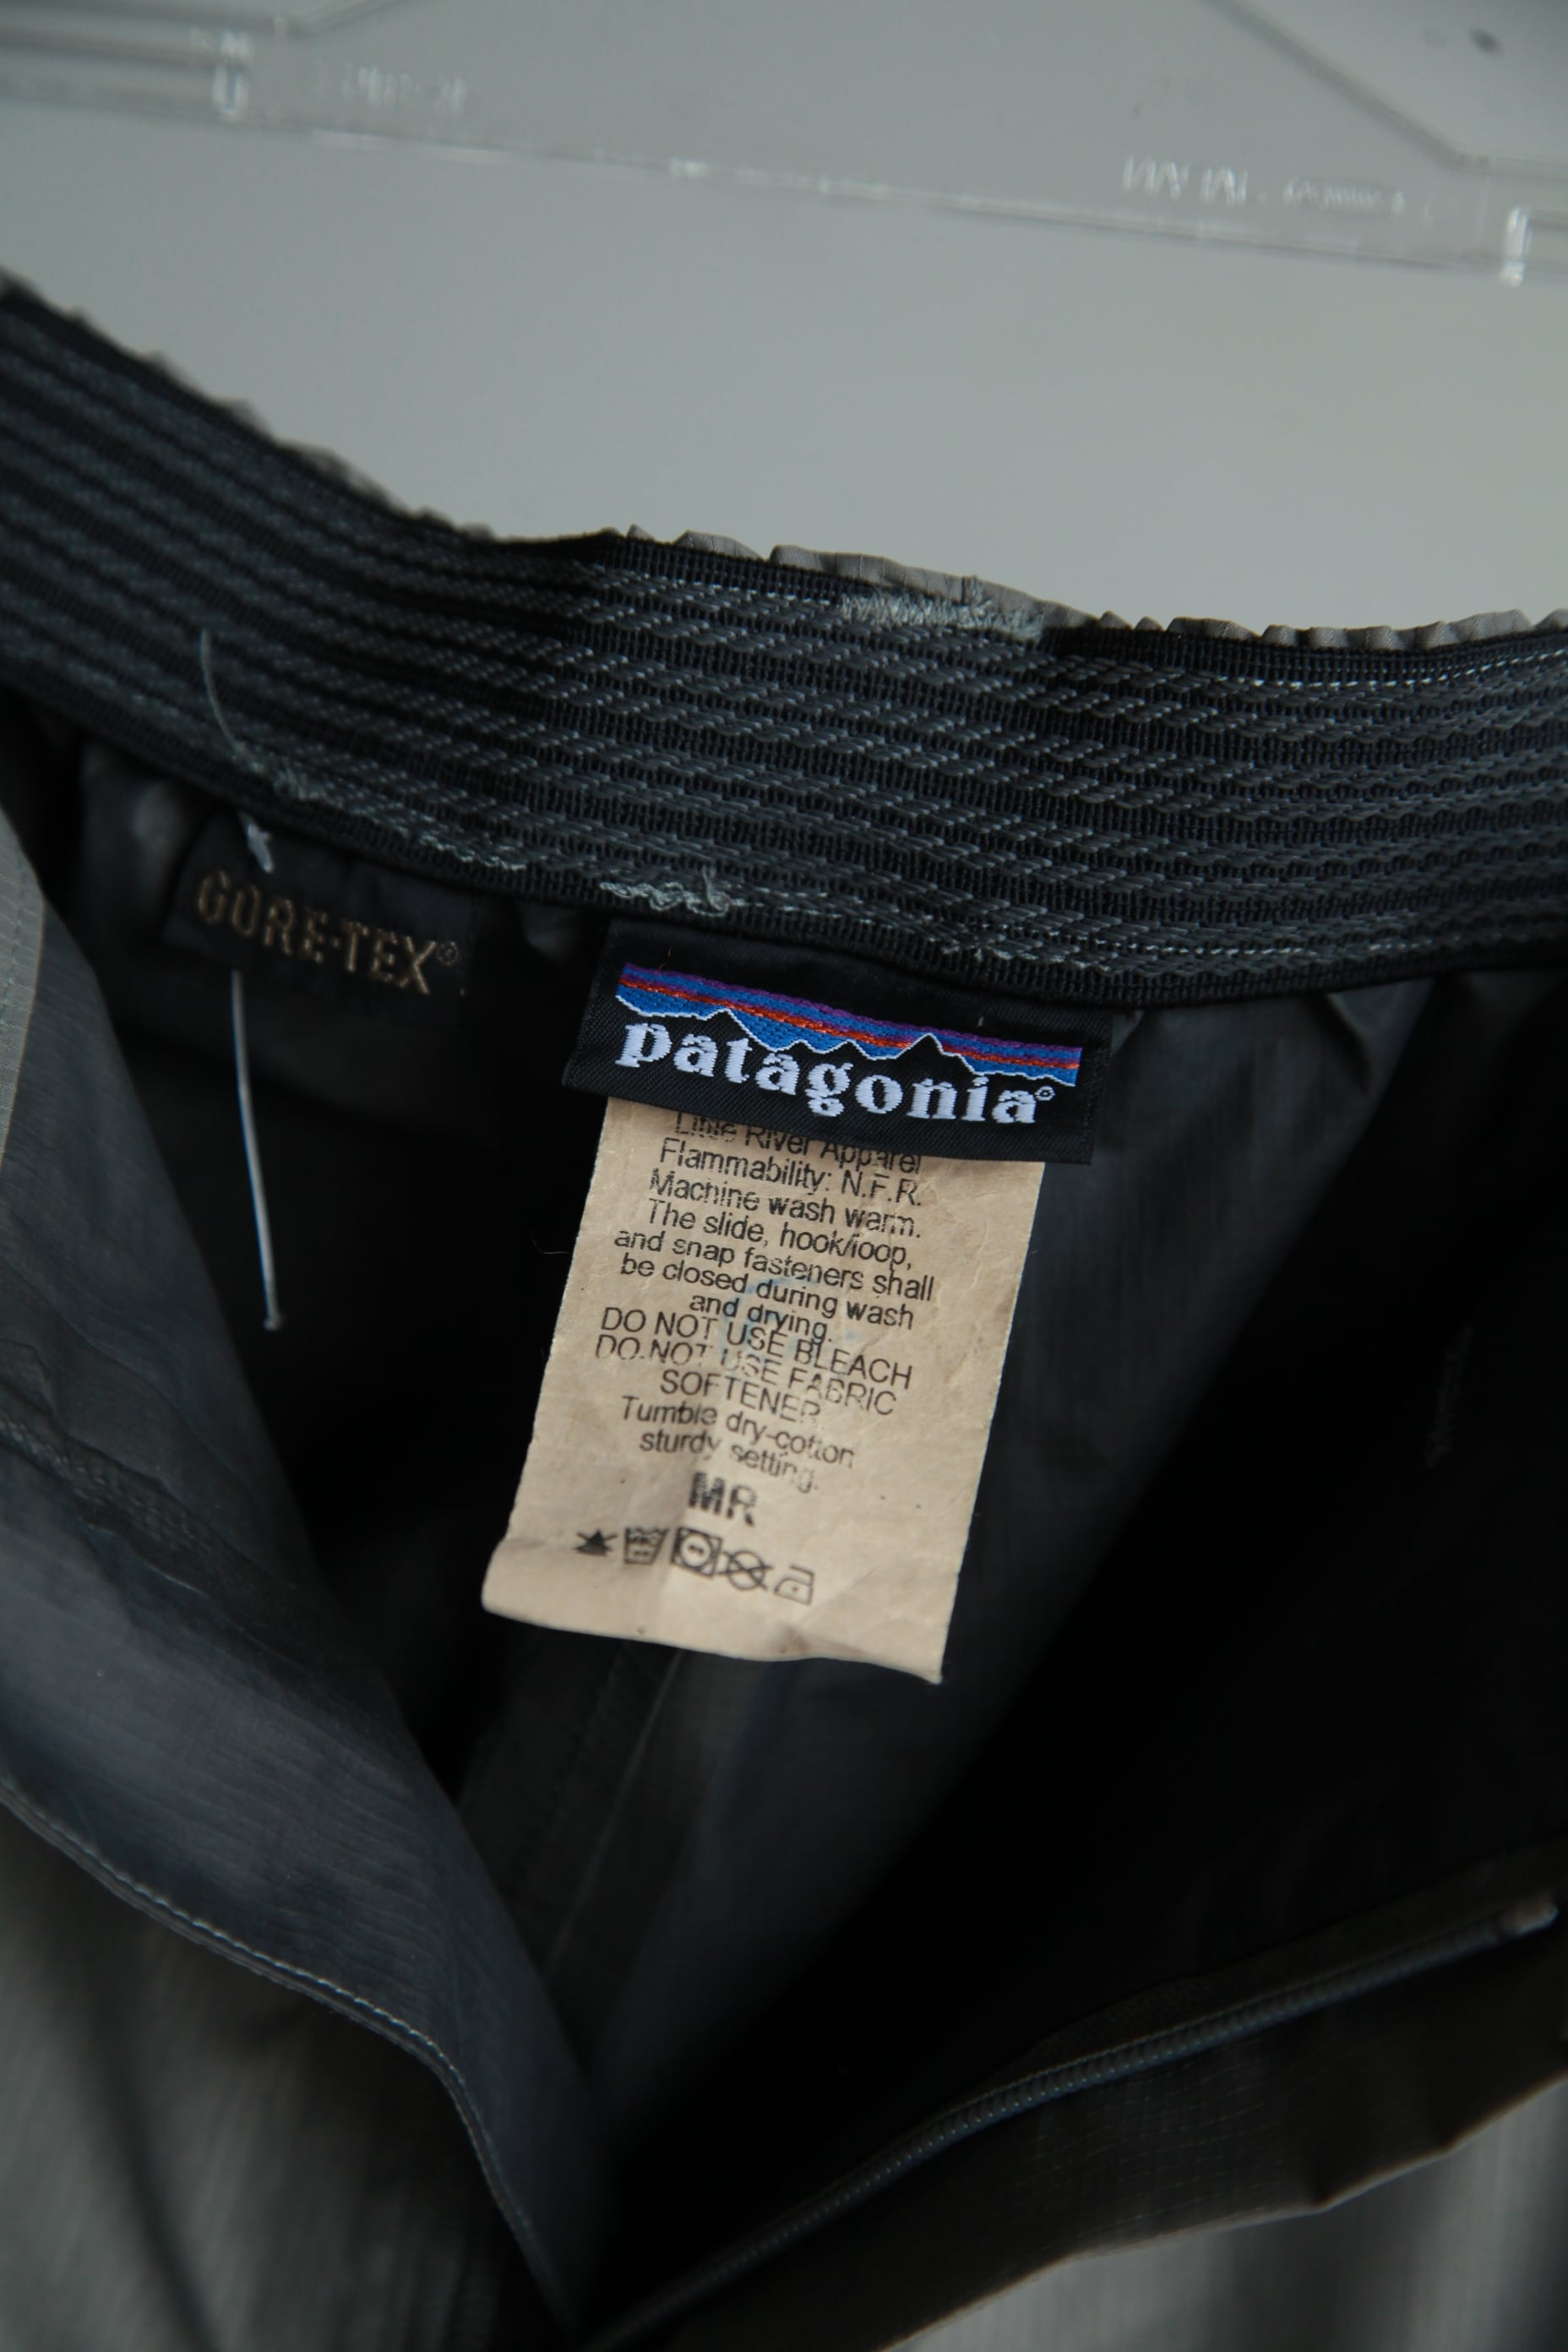 GORE-TEX®
patagonia®
Little River Apparel
Flammability: N.F.R.
Machine wash warm.
The slide, hook/loop,
and snap fasteners shall
be closed during wash
and drying.
DO NOT USE BLEACH
DO NOT USE FABRIC
SOFTENER
Tumble dry-cotton
sturdy setting.
MR